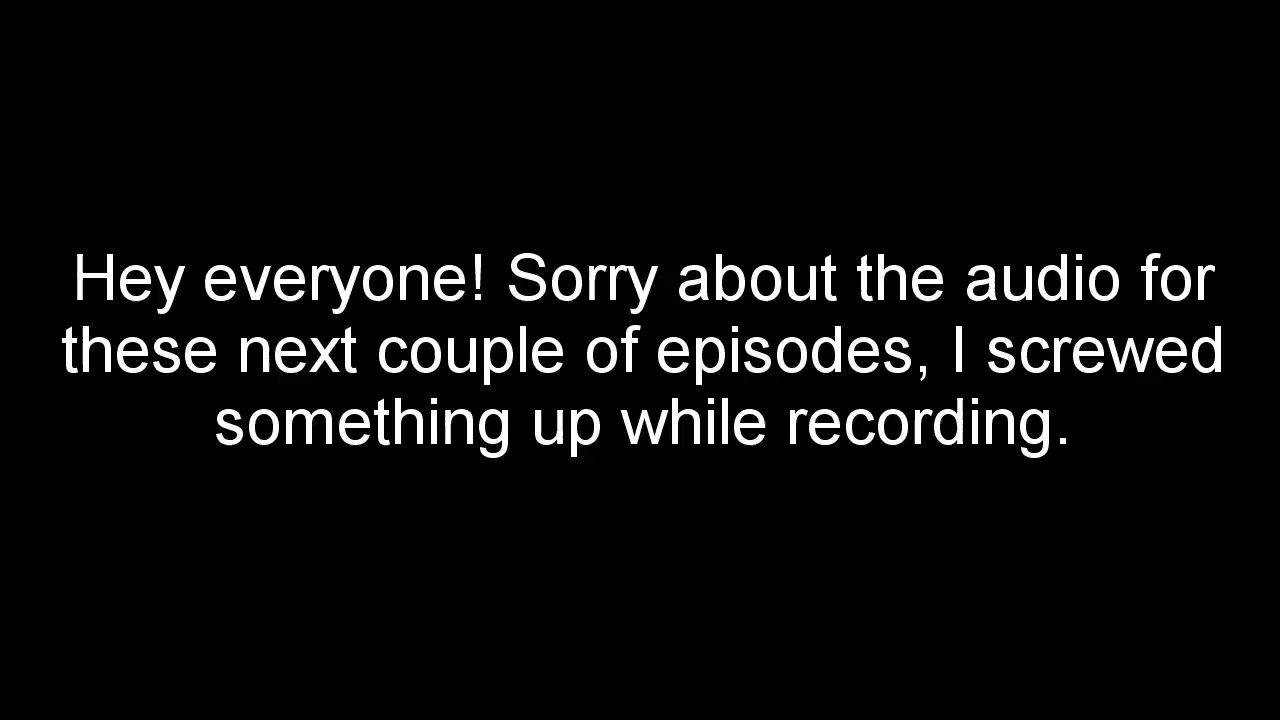 Hey everyone! Sorry about the audio for
these next couple of episodes, I screwed
something up while recording.